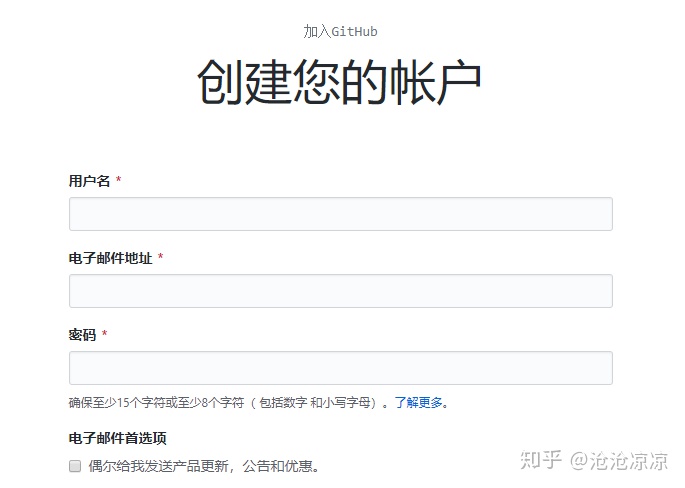 加入GitHub
创建您的帐户
用户名 *
电子邮件地址 *
密码 *
确保至少15个字符或至少8个字符（ 包括数字 和小写字母）。了解更多。
电子邮件首选项
偶尔给我发送产品更新，公告和优惠。
知乎 @沧沧凉凉